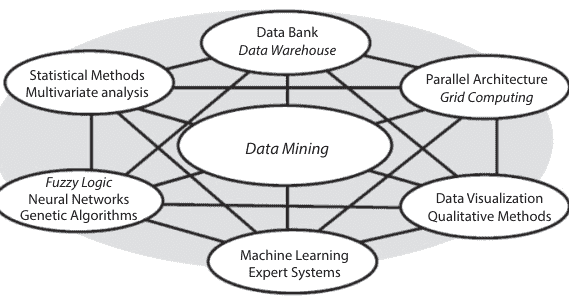 Data Bank
Data Warehouse
Statistical Methods
Multivariate analysis
Parallel Architecture
Grid Computing
Data Mining
Fuzzy Logic
Neural Networks
Genetic Algorithms
Data Visualization
Qualitative Methods
Machine Learning
Expert Systems